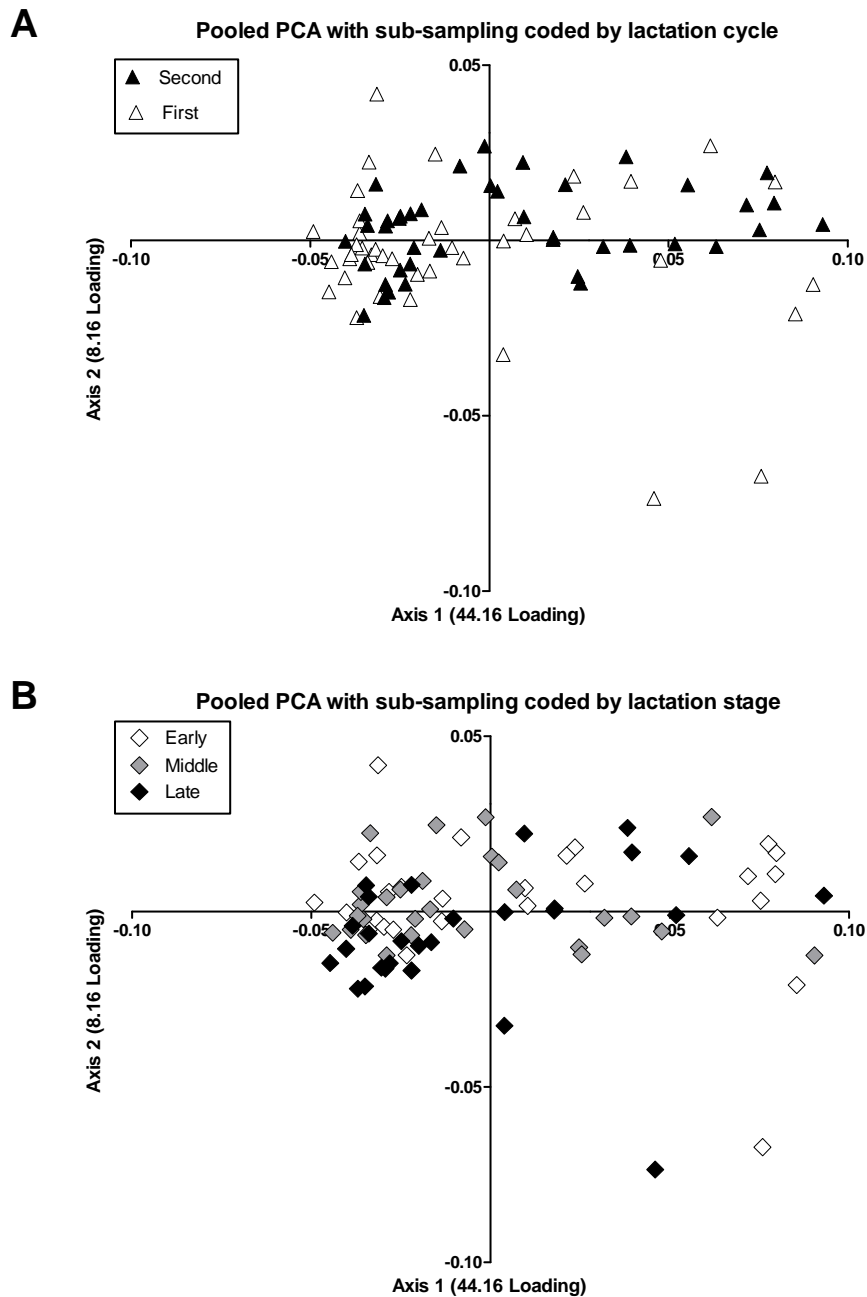 A
Pooled PCA with sub-sampling coded by lactation cycle
Second
First
0.05
-0.10
-0.05
0.05
0.10
-0.05
-0.10
Axis 2 (8.16 Loading)
Axis 1 (44.16 Loading)
B
Pooled PCA with sub-sampling coded by lactation stage
Early
Middle
Late
0.05
-0.10
-0.05
0.05
0.10
-0.05
-0.10
Axis 2 (8.16 Loading)
Axis 1 (44.16 Loading)